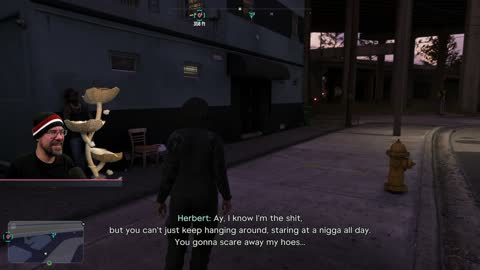 358 m
Herbert: Ay, I know I'm the shit,
but you can't just keep hanging around, staring at a nigga all day.
You gonna scare away my hoes...